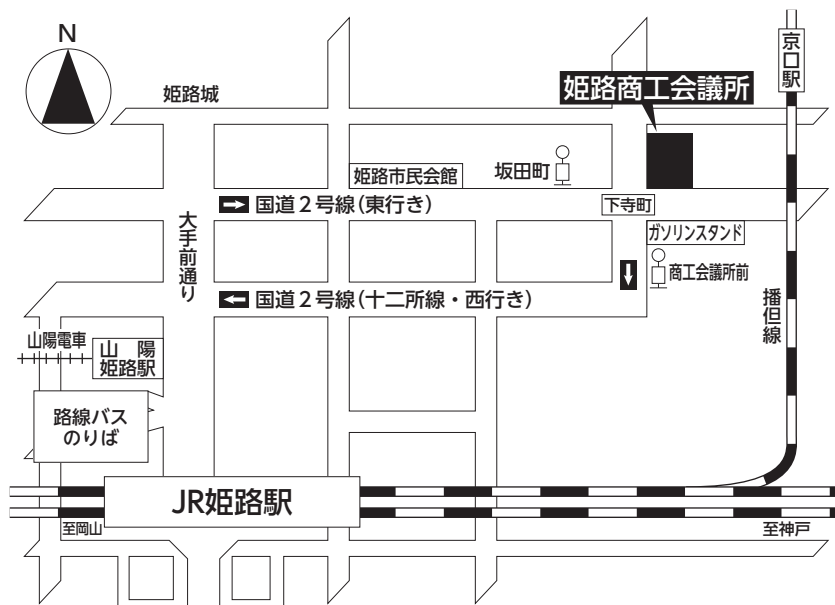 N
京口駅
姫路城
姫路商工会議所
坂田町
姫路市民会館
国道２号線(東行き)
下寺町
大手前通り
ガソリンスタンド
商工会議所前
国道２号線(十二所線・西行き)
播但線
山陽電車
山陽
姫路駅
路線バス
のりば
JR姫路駅
至岡山
至神戸